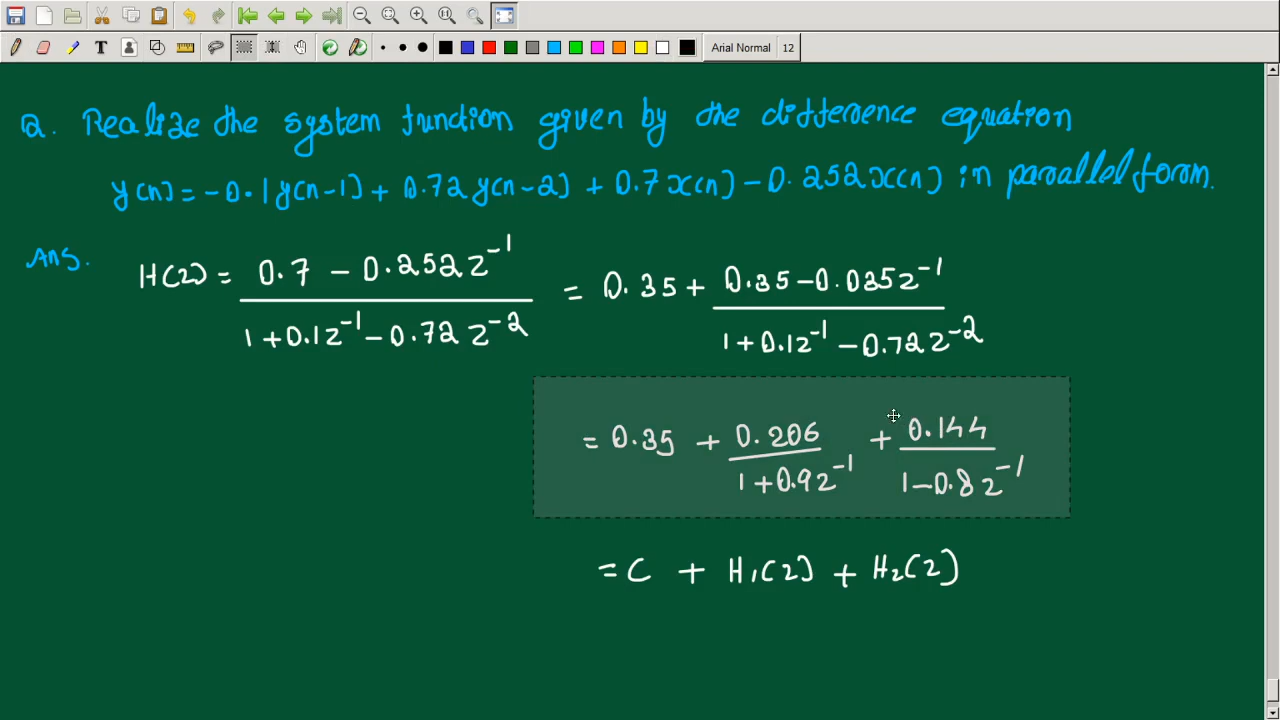 Arial Normal 12
Q. Realize the system function given by the difference equation
y(n) = -0.1y(n-1) + 0.72y(n-2) + 0.7x(n) - 0.252x(n) in parallel form.
Ans. H(z) = (0.7 - 0.252z^-1) / (1 + 0.1z^-1 - 0.72z^-2) = 0.35 + (0.35 - 0.035z^-1) / (1 + 0.1z^-1 - 0.72z^-2)
= 0.35 + 0.206 / (1 + 0.9z^-1) + 0.144 / (1 - 0.8z^-1)
= C + H₁(z) + H₂(z)